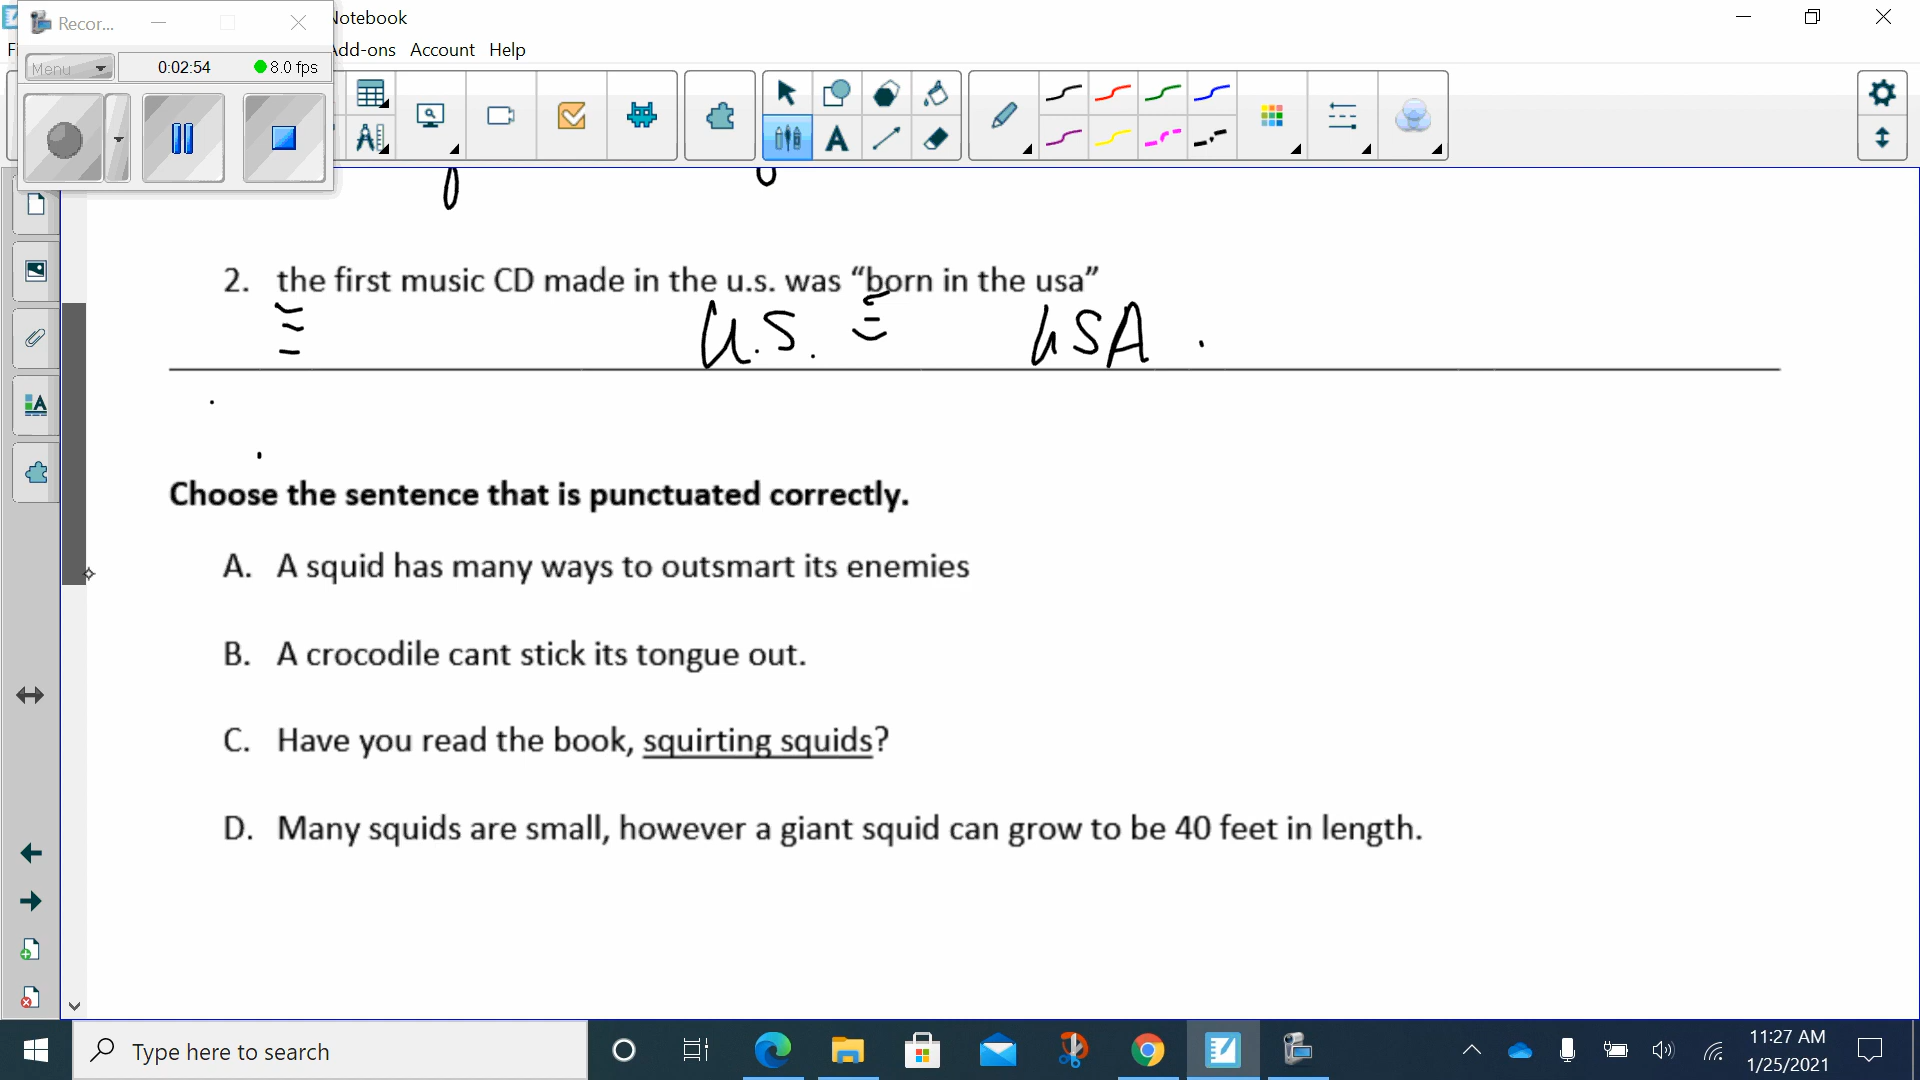 Recor...
Notebook
Add-ons Account Help
Menu 0:02:54 8.0 fps
2. the first music CD made in the u.s. was “born in the usa”
U.S. USA .
Choose the sentence that is punctuated correctly.
A. A squid has many ways to outsmart its enemies
B. A crocodile cant stick its tongue out.
C. Have you read the book, squirting squids?
D. Many squids are small, however a giant squid can grow to be 40 feet in length.
Type here to search
11:27 AM
1/25/2021